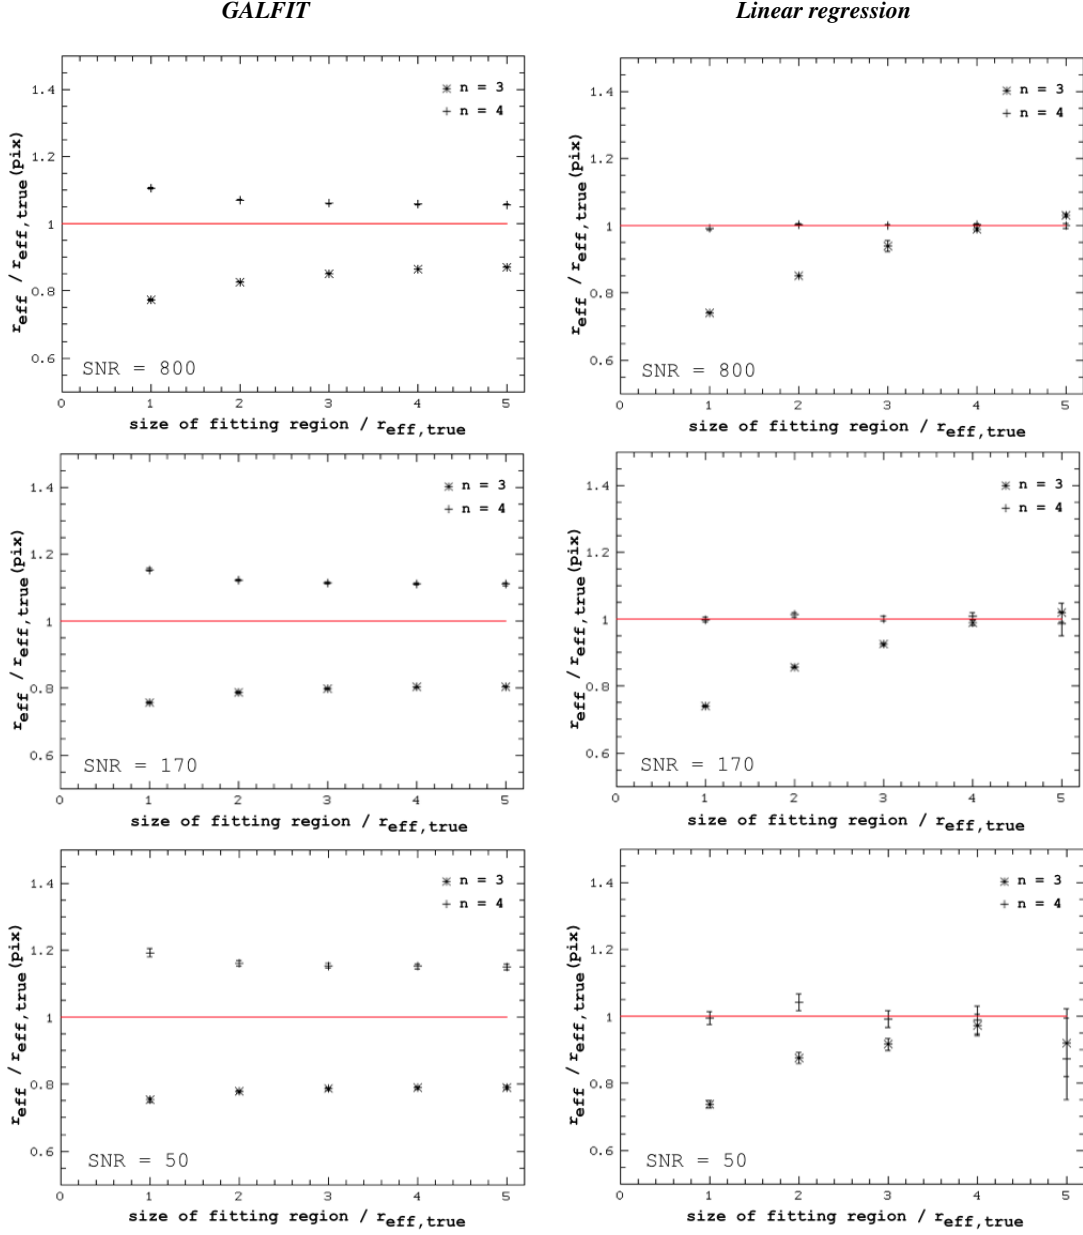 GALFIT
Linear regression
r_eff / r_eff,true (pix)
1.4
1.2
1
0.8
0.6
* n = 3
+ n = 4
SNR = 800
0 1 2 3 4 5
size of fitting region / r_eff,true
r_eff / r_eff,true (pix)
1.4
1.2
1
0.8
0.6
* n = 3
+ n = 4
SNR = 800
0 1 2 3 4 5
size of fitting region / r_eff,true
r_eff / r_eff,true (pix)
1.4
1.2
1
0.8
0.6
* n = 3
+ n = 4
SNR = 170
0 1 2 3 4 5
size of fitting region / r_eff,true
r_eff / r_eff,true (pix)
1.4
1.2
1
0.8
0.6
* n = 3
+ n = 4
SNR = 170
0 1 2 3 4 5
size of fitting region / r_eff,true
r_eff / r_eff,true (pix)
1.4
1.2
1
0.8
0.6
* n = 3
+ n = 4
SNR = 50
0 1 2 3 4 5
size of fitting region / r_eff,true
r_eff / r_eff,true (pix)
1.4
1.2
1
0.8
0.6
* n = 3
+ n = 4
SNR = 50
0 1 2 3 4 5
size of fitting region / r_eff,true